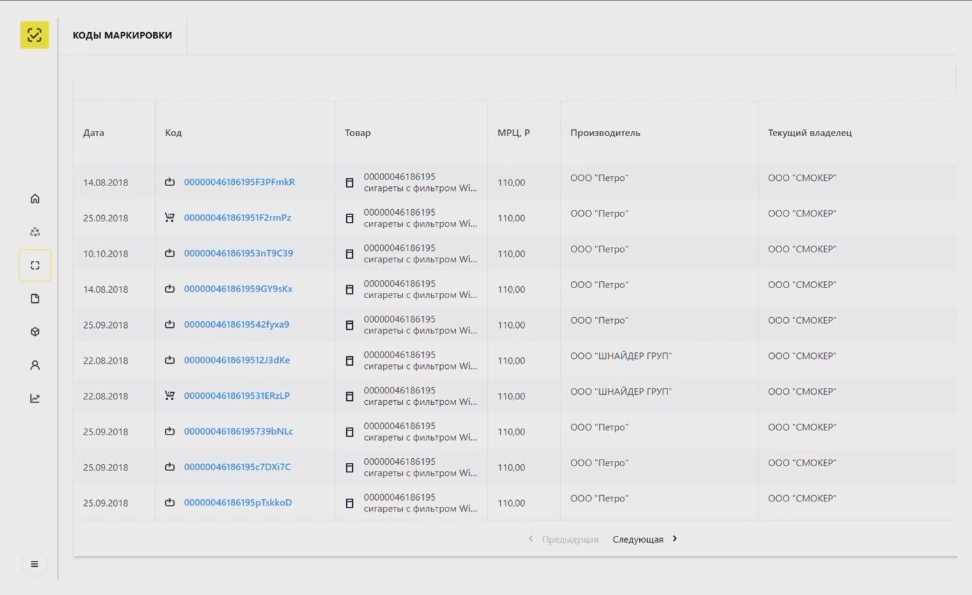 КОДЫ МАРКИРОВКИ
Дата Код Товар МРЦ, Р Производитель Текущий владелец
14.08.2018 00000046186195F3PFmkR 00000046186195 110,00 ООО "Петро" ООО "СМОКЕР"
сигареты с фильтром Wi...
25.09.2018 000000461861951F2rmPz 00000046186195 110,00 ООО "Петро" ООО "СМОКЕР"
сигареты с фильтром Wi...
10.10.2018 000000461861953nT9C39 00000046186195 110,00 ООО "Петро" ООО "СМОКЕР"
сигареты с фильтром Wi...
14.08.2018 000000461861959GY9sKx 00000046186195 110,00 ООО "Петро" ООО "СМОКЕР"
сигареты с фильтром Wi...
25.09.2018 0000004618619542fyxa9 00000046186195 110,00 ООО "Петро" ООО "СМОКЕР"
сигареты с фильтром Wi...
22.08.2018 0000004618619512J3dKe 00000046186195 110,00 ООО "ШНАЙДЕР ГРУП" ООО "СМОКЕР"
сигареты с фильтром Wi...
22.08.2018 0000004618619531ERzLP 00000046186195 110,00 ООО "ШНАЙДЕР ГРУП" ООО "СМОКЕР"
сигареты с фильтром Wi...
25.09.2018 00000046186195739bNLc 00000046186195 110,00 ООО "Петро" ООО "СМОКЕР"
сигареты с фильтром Wi...
25.09.2018 00000046186195c7DXi7C 00000046186195 110,00 ООО "Петро" ООО "СМОКЕР"
сигареты с фильтром Wi...
25.09.2018 00000046186195pTskkoD 00000046186195 110,00 ООО "Петро" ООО "СМОКЕР"
сигареты с фильтром Wi...
Предыдущая Следующая